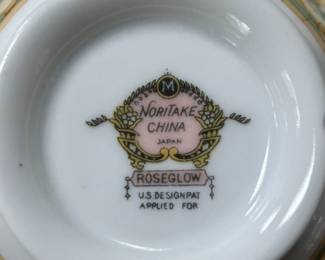 M
NORITAKE
CHINA
JAPAN
ROSEGLOW
U.S. DESIGN PAT
APPLIED FOR